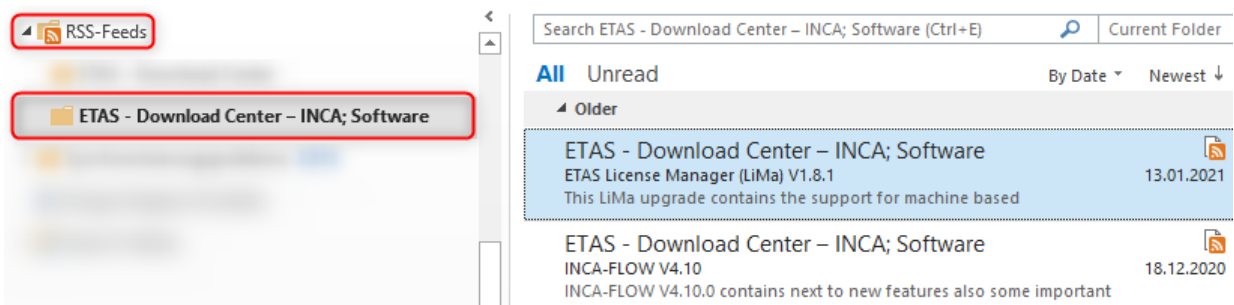 RSS-Feeds
ETAS - Download Center – INCA; Software
Search ETAS - Download Center – INCA; Software (Ctrl+E)
Current Folder
All Unread
By Date Newest
Older
ETAS - Download Center – INCA; Software
ETAS License Manager (LiMa) V1.8.1
13.01.2021
This LiMa upgrade contains the support for machine based
ETAS - Download Center – INCA; Software
INCA-FLOW V4.10
18.12.2020
INCA-FLOW V4.10.0 contains next to new features also some important